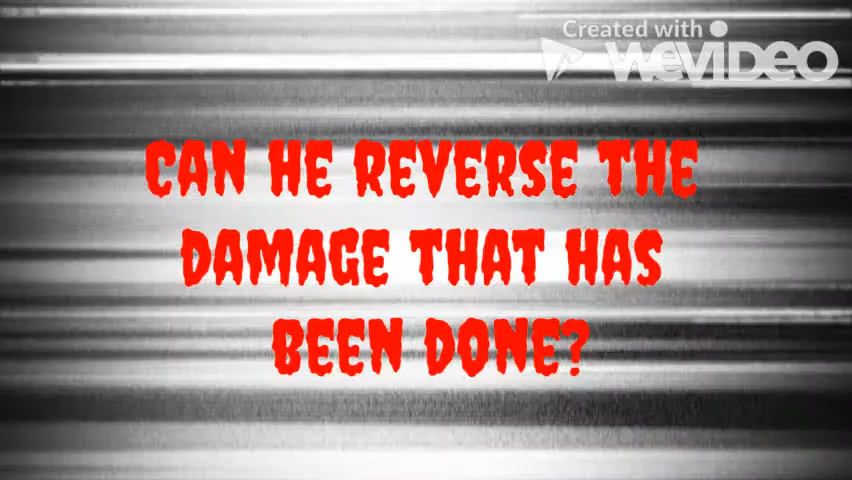 Created with
WEVIDEO
CAN HE REVERSE THE
DAMAGE THAT HAS
BEEN DONE?